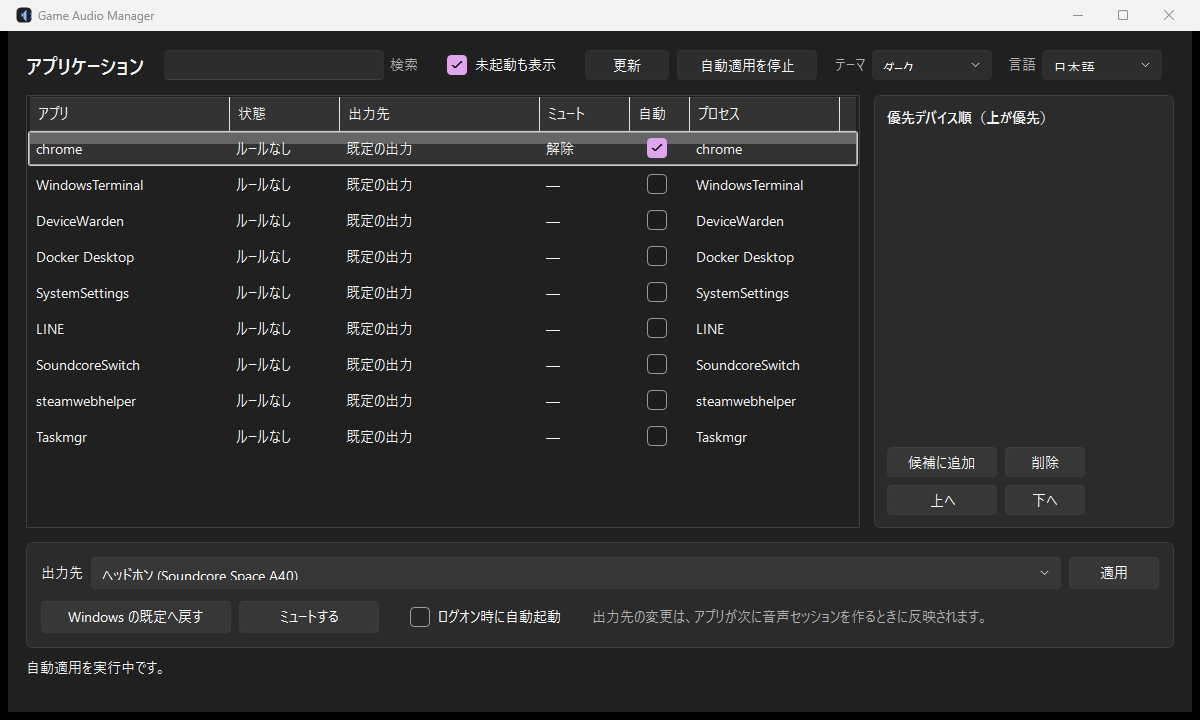 Game Audio Manager
アプリケーション 検索 未起動も表示 更新 自動適用を停止 テーマ ダーク 言語 日本語
アプリ 状態 出力先 ミュート 自動 プロセス
chrome ルールなし 既定の出力 解除 chrome
WindowsTerminal ルールなし 既定の出力 — WindowsTerminal
DeviceWarden ルールなし 既定の出力 — DeviceWarden
Docker Desktop ルールなし 既定の出力 — Docker Desktop
SystemSettings ルールなし 既定の出力 — SystemSettings
LINE ルールなし 既定の出力 — LINE
SoundcoreSwitch ルールなし 既定の出力 — SoundcoreSwitch
steamwebhelper ルールなし 既定の出力 — steamwebhelper
Taskmgr ルールなし 既定の出力 — Taskmgr
優先デバイス順（上が優先）
候補に追加 削除
上へ 下へ
出力先 ヘッドホン (Soundcore Space A40) 適用
Windows の既定へ戻す ミュートする ログオン時に自動起動 出力先の変更は、アプリが次に音声セッションを作るときに反映されます。
自動適用を実行中です。